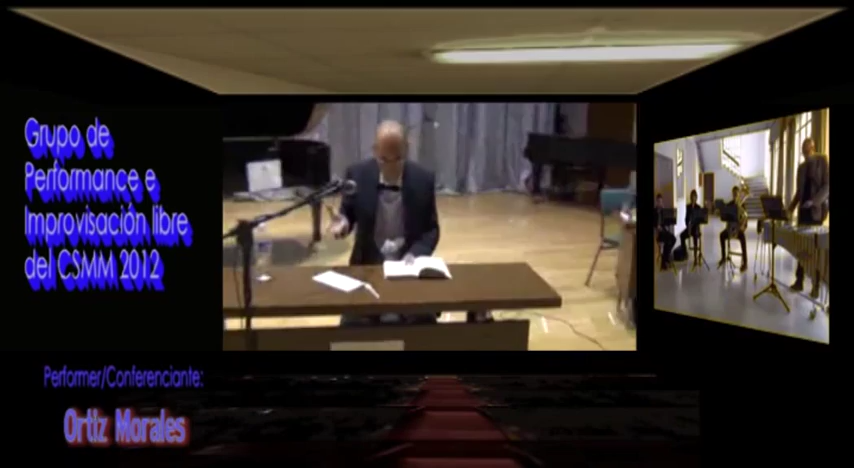 Grupo de
Performance e
Improvisación libre
del CSMM 2012
Performer/Conferenciante:
Ortiz Morales